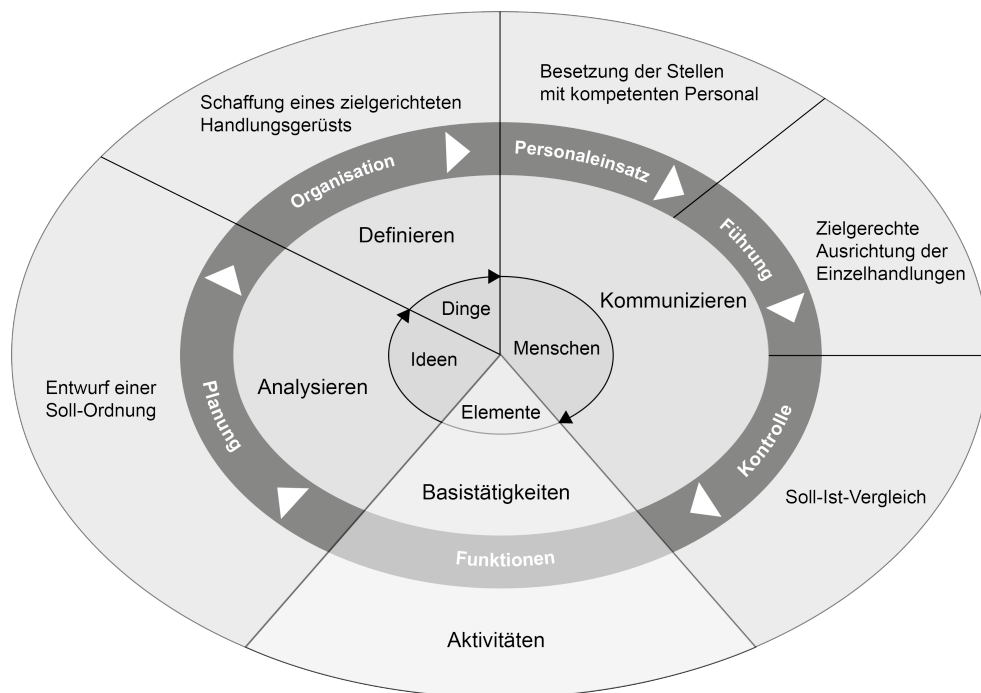 Besetzung der Stellen
mit kompetenten Personal
Schaffung eines zielgerichteten
Handlungsgerüsts
Organisation
Personaleinsatz
Führung
Zielgerechte
Ausrichtung der
Einzelhandlungen
Definieren
Kommunizieren
Dinge
Menschen
Ideen
Analysieren
Entwurf einer
Soll-Ordnung
Planung
Elemente
Kontrolle
Basistätigkeiten
Soll-Ist-Vergleich
Funktionen
Aktivitäten